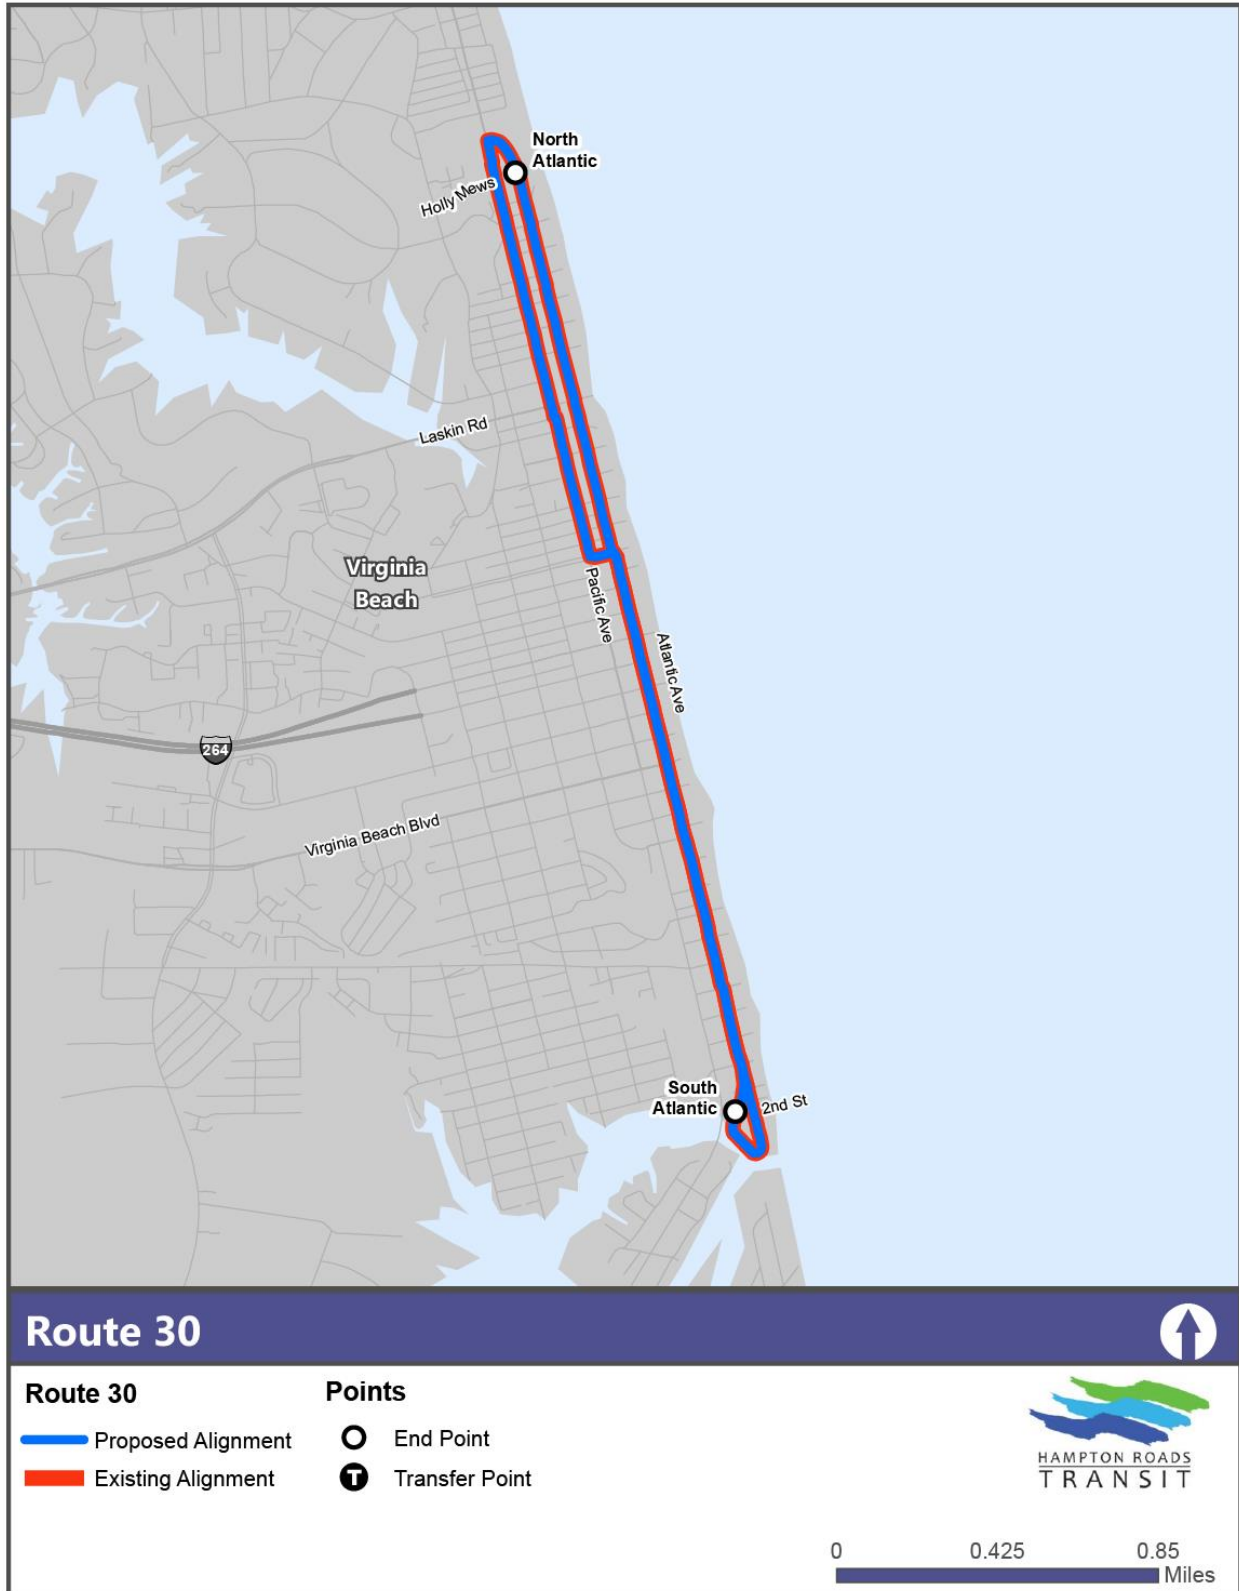 North
Atlantic
Holly Mews
Laskin Rd
Virginia
Beach
Pacific Ave
Atlantic Ave
264
Virginia Beach Blvd
South
Atlantic
2nd St
Route 30
Route 30
Points
Proposed Alignment
End Point
Existing Alignment
T
Transfer Point
HAMPTON ROADS
TRANSIT
0
0.425
0.85
Miles